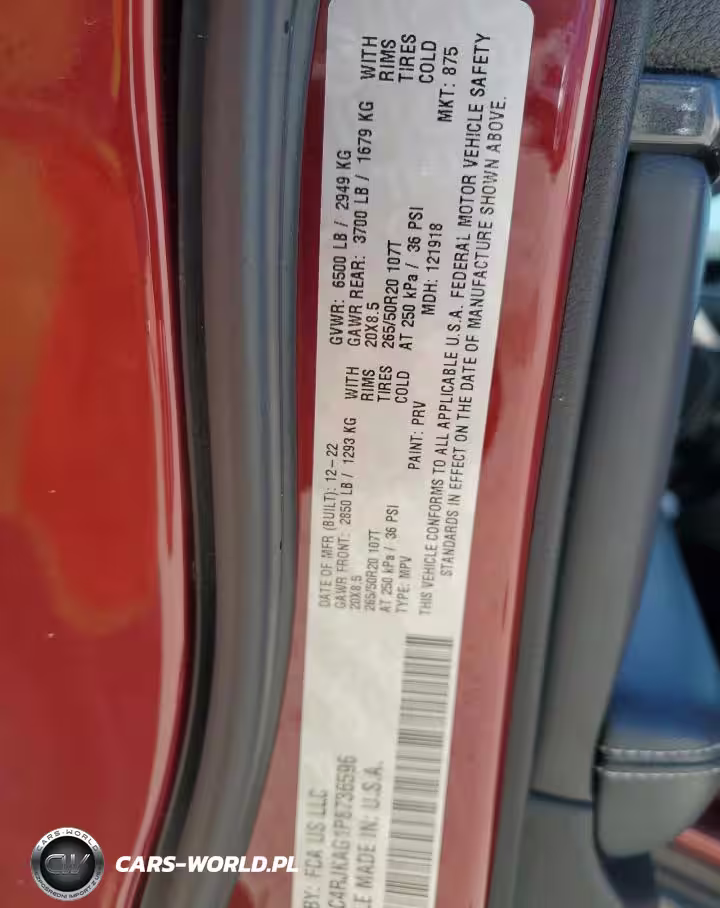 BY: FCA US LLC
DATE OF MFR (BUILT): 12-22
GVWR: 6500 LB / 2949 KG
GAWR FRONT: 2850 LB / 1293 KG WITH
20X8.5 RIMS
265/50R20 107T TIRES
AT 250 kPa / 36 PSI COLD
GAWR REAR: 3700 LB / 1679 KG WITH
20X8.5 RIMS
265/50R20 107T TIRES
AT 250 kPa / 36 PSI COLD
TYPE: MPV PAINT: PRV MDH: 121918 MKT: 875
THIS VEHICLE CONFORMS TO ALL APPLICABLE U.S.A. FEDERAL MOTOR VEHICLE SAFETY
STANDARDS IN EFFECT ON THE DATE OF MANUFACTURE SHOWN ABOVE.
MADE IN: U.S.A.
CARS-WORLD
CW
CARS-WORLD.PL